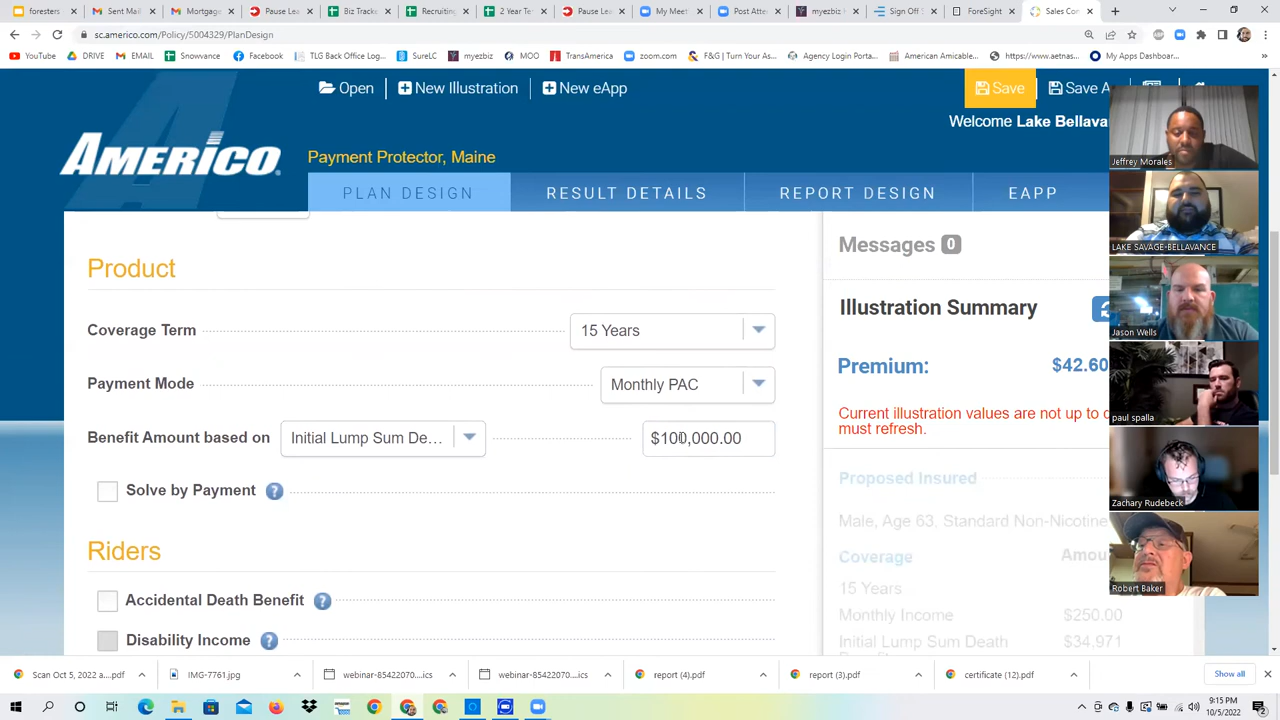 foresters
Sent Mail
Mortgage
Pause Lea
Biz Tracke
Recruiting
2 Year Te
Pause Lea
My Meet
Post Atte
myezbiz
Sign Off
ForeSight
Sales Con
sc.americo.com/Policy/5004329/PlanDesign
YouTube
DRIVE
EMAIL
Snowvance
Facebook
TLG Back Office Log...
SureLC
myezbiz
MOO
TransAmerica
zoom.com
F&G | Turn Your As...
Agency Login Porta...
American Amicable...
https://www.aetnas...
My Apps Dashboar...
Open
New Illustration
New eApp
Save
Save A
Welcome Lake Bellava
AMERICO
Payment Protector, Maine
PLAN DESIGN
RESULT DETAILS
REPORT DESIGN
EAPP
Product
Coverage Term
15 Years
Payment Mode
Monthly PAC
Benefit Amount based on
Initial Lump Sum De...
$100,000.00
Solve by Payment
?
Riders
Accidental Death Benefit
?
Disability Income
?
Messages 0
Illustration Summary
Premium:
$42.60
Current illustration values are not up to d
must refresh.
Proposed Insured
Male, Age 63, Standard Non-Nicotine
Coverage
Amou
15 Years
Monthly Income
$250.00
Initial Lump Sum Death
$34,971
Jeffrey Morales
LAKE SAVAGE-BELLAVANCE
Jason Wells
paul spalla
Zachary Rudebeck
Robert Baker
Scan Oct 5, 2022 a....pdf
IMG-7761.jpg
webinar-85422070....ics
webinar-85422070....ics
report (4).pdf
report (3).pdf
certificate (12).pdf
Show all
9:15 PM
10/5/2022